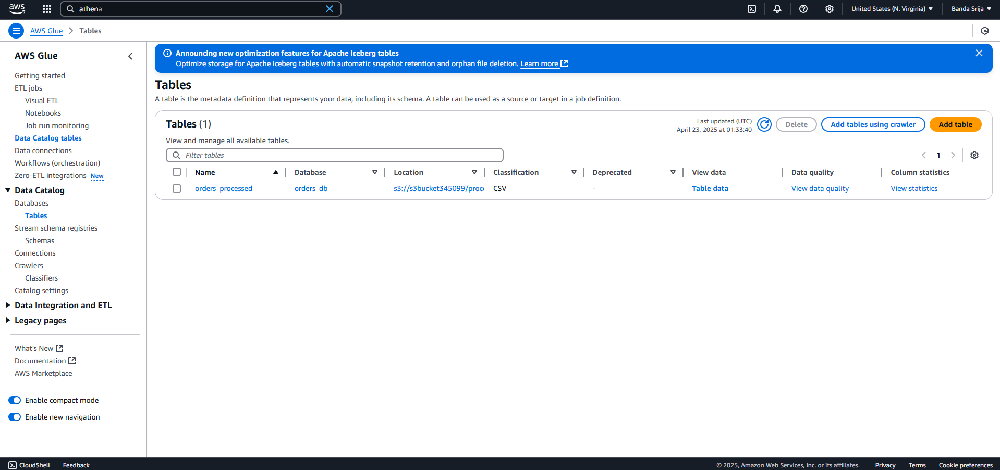 aws
athena
United States (N. Virginia)
Banda Srija
AWS Glue
Tables
AWS Glue
Getting started
ETL jobs
Visual ETL
Notebooks
Job run monitoring
Data Catalog tables
Data connections
Workflows (orchestration)
Zero-ETL integrations New
Data Catalog
Databases
Tables
Stream schema registries
Schemas
Connections
Crawlers
Classifiers
Catalog settings
Data Integration and ETL
Legacy pages
What's New
Documentation
AWS Marketplace
Enable compact mode
Enable new navigation
Announcing new optimization features for Apache Iceberg tables
Optimize storage for Apache Iceberg tables with automatic snapshot retention and orphan file deletion. Learn more
Tables
A table is the metadata definition that represents your data, including its schema. A table can be used as a source or target in a job definition.
Tables (1)
Last updated (UTC)
April 23, 2025 at 01:33:40
Delete
Add tables using crawler
Add table
View and manage all available tables.
Filter tables
1
Name Database Location Classification Deprecated View data Data quality Column statistics
orders_processed orders_db s3://s3bucket345099/proce CSV - Table data View data quality View statistics
CloudShell Feedback © 2025, Amazon Web Services, Inc. or its affiliates. Privacy Terms Cookie preferences